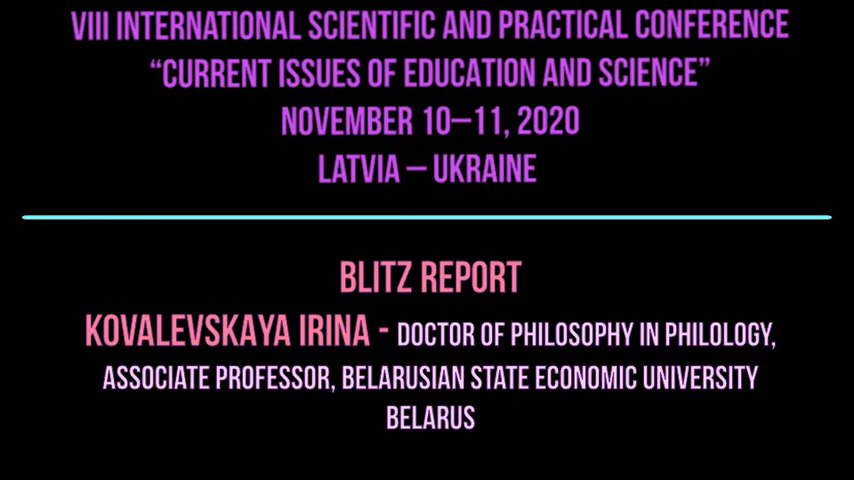 VIII INTERNATIONAL SCIENTIFIC AND PRACTICAL CONFERENCE
“CURRENT ISSUES OF EDUCATION AND SCIENCE”
NOVEMBER 10–11, 2020
LATVIA – UKRAINE
BLITZ REPORT
KOVALEVSKAYA IRINA - DOCTOR OF PHILOSOPHY IN PHILOLOGY,
ASSOCIATE PROFESSOR, BELARUSIAN STATE ECONOMIC UNIVERSITY
BELARUS